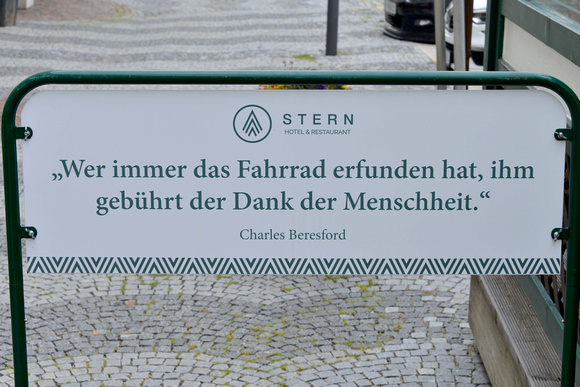 STERN
HOTEL & RESTAURANT
„Wer immer das Fahrrad erfunden hat, ihm
gebührt der Dank der Menschheit.“
Charles Beresford